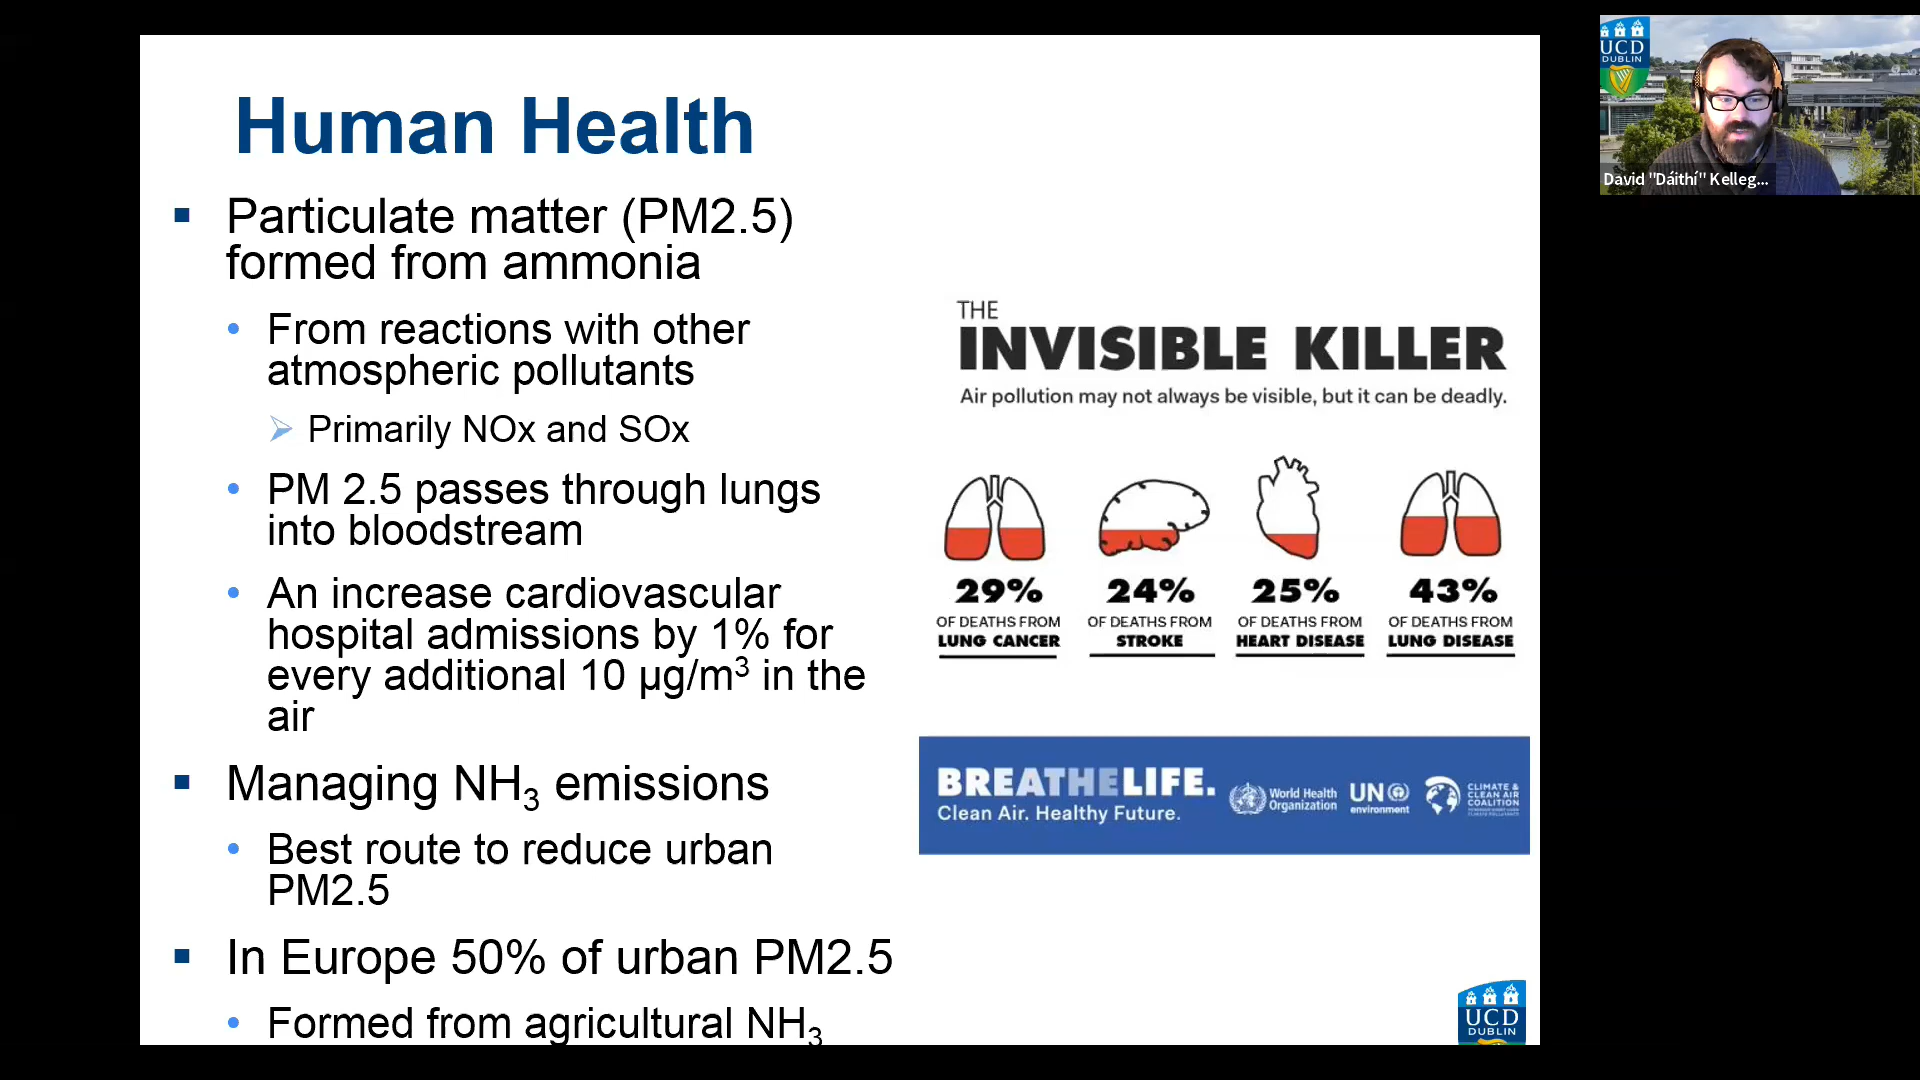 Human Health
Particulate matter (PM2.5)
formed from ammonia
From reactions with other
atmospheric pollutants
Primarily NOx and SOx
PM 2.5 passes through lungs
into bloodstream
An increase cardiovascular
hospital admissions by 1% for
every additional 10 µg/m³ in the
air
Managing NH₃ emissions
Best route to reduce urban
PM2.5
In Europe 50% of urban PM2.5
Formed from agricultural NH₃
THE
INVISIBLE KILLER
Air pollution may not always be visible, but it can be deadly.
29%
OF DEATHS FROM
LUNG CANCER
24%
OF DEATHS FROM
STROKE
25%
OF DEATHS FROM
HEART DISEASE
43%
OF DEATHS FROM
LUNG DISEASE
BREATHELIFE.
Clean Air. Healthy Future.
World Health
Organization
UN
environment
CLIMATE &
CLEAN AIR
COALITION
UCD
DUBLIN
UCD
DUBLIN
David "Dáithí" Kelleg...